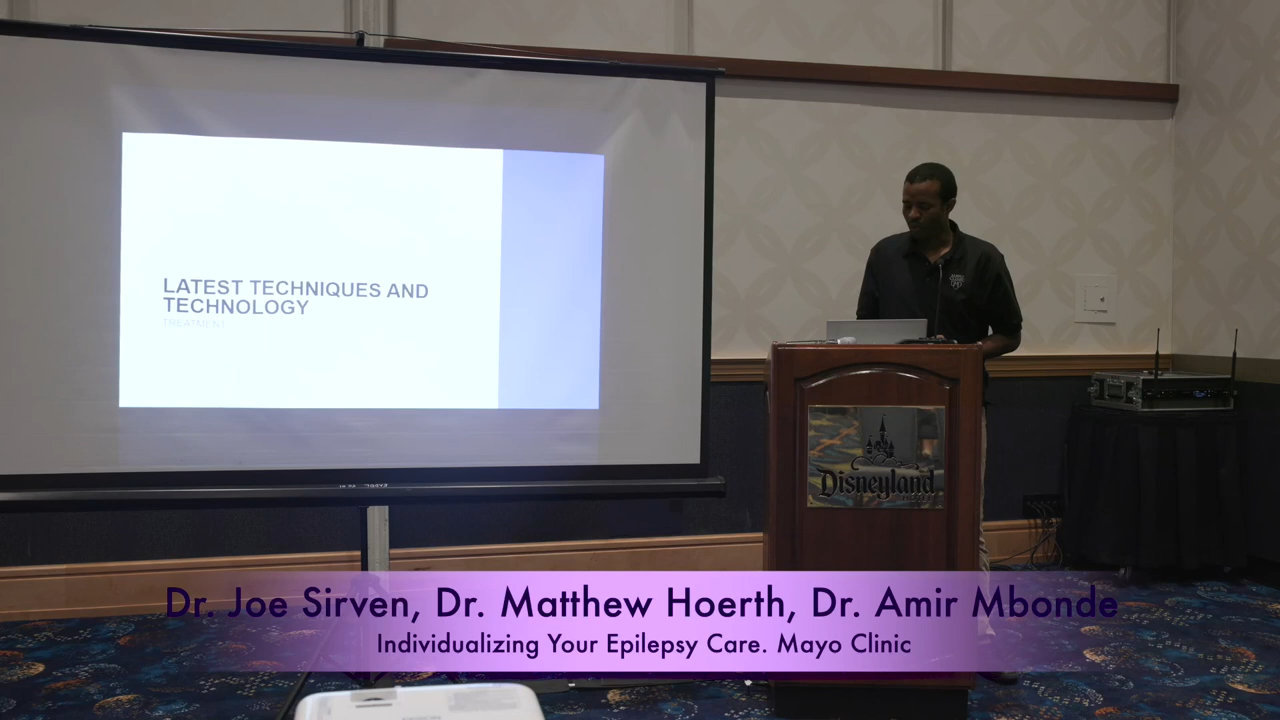 LATEST TECHNIQUES AND
TECHNOLOGY
TREATMENT
Disneyland
Dr. Joe Sirven, Dr. Matthew Hoerth, Dr. Amir Mbonde
Individualizing Your Epilepsy Care. Mayo Clinic